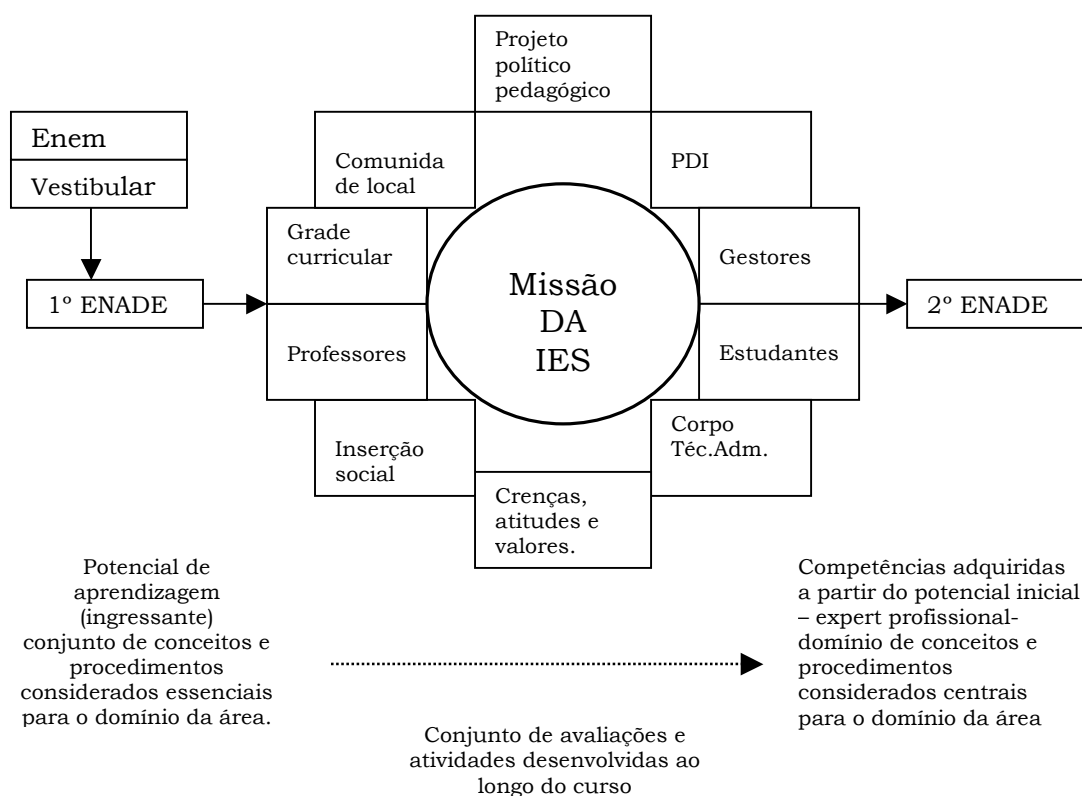 Projeto
político
pedagógico
Enem
Vestibular
Comunida
de local
PDI
Grade
curricular
Gestores
1º ENADE
Missão
DA
IES
2º ENADE
Professores
Estudantes
Inserção
social
Corpo
Téc.Adm.
Crenças,
atitudes e
valores.
Potencial de
aprendizagem
(ingressante)
conjunto de conceitos e
procedimentos
considerados essenciais
para o domínio da área.
Competências adquiridas
a partir do potencial inicial
– expert profissional-
domínio de conceitos e
procedimentos
considerados centrais
para o domínio da área
Conjunto de avaliações e
atividades desenvolvidas ao
longo do curso